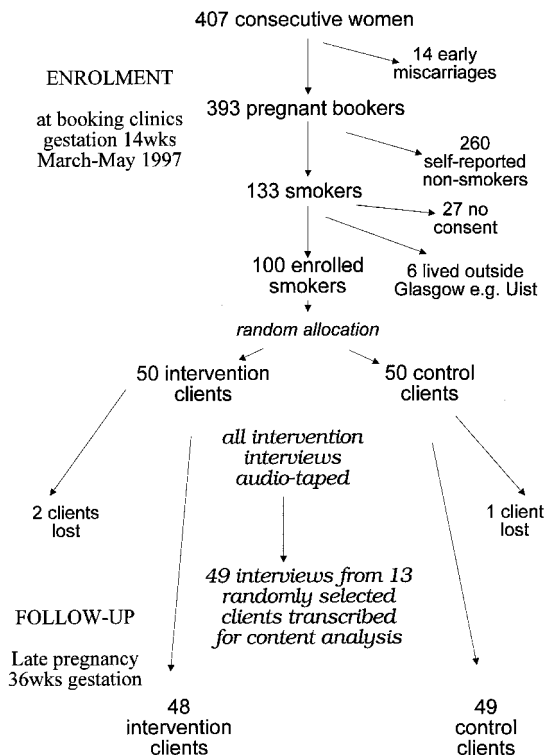 407 consecutive women
14 early
miscarriages
ENROLMENT
at booking clinics
gestation 14wks
March-May 1997
393 pregnant bookers
260
self-reported
non-smokers
133 smokers
27 no
consent
100 enrolled
smokers
6 lived outside
Glasgow e.g. Uist
random allocation
50 intervention
clients
50 control
clients
all intervention
interviews
audio-taped
2 clients
lost
1 client
lost
49 interviews from 13
randomly selected
clients transcribed
for content analysis
FOLLOW-UP
Late pregnancy
36wks gestation
48
intervention
clients
49
control
clients